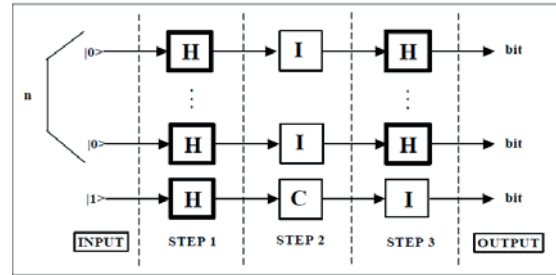 |0> H I H bit
n
|0> H I H bit
|1> H C I bit
INPUT STEP 1 STEP 2 STEP 3 OUTPUT